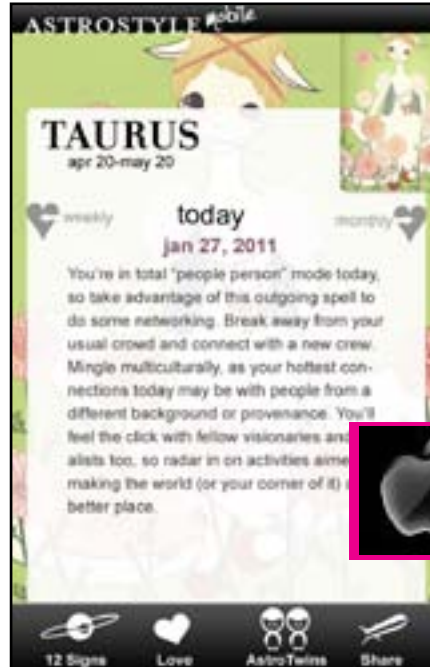 ASTROSTYLE mobile
TAURUS
apr 20-may 20
weekly today monthly
jan 27, 2011
You're in total "people person" mode today,
so take advantage of this outgoing spell to
do some networking. Break away from your
usual crowd and connect with a new crew.
Mingle multiculturally, as your hottest con-
nections today may be with people from a
different background or provenance. You'll
feel the click with fellow visionaries and
alists too, so radar in on activities aime
making the world (or your corner of it)
better place.
12 Signs Love AstroTwins Share